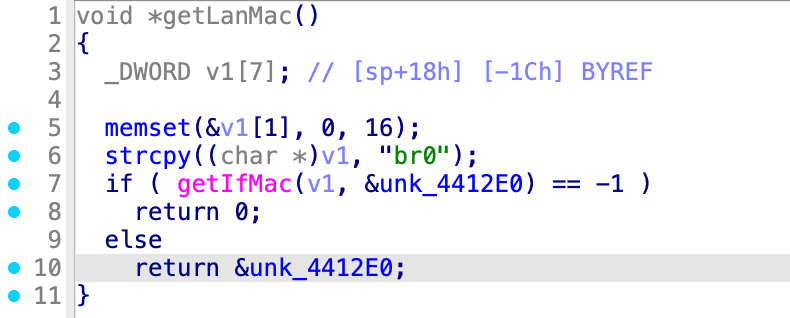 1 void *getLanMac()
2 {
3   _DWORD v1[7]; // [sp+18h] [-1Ch] BYREF
4
5   memset(&v1[1], 0, 16);
6   strcpy((char *)v1, "br0");
7   if ( getIfMac(v1, &unk_4412E0) == -1 )
8     return 0;
9   else
10     return &unk_4412E0;
11 }